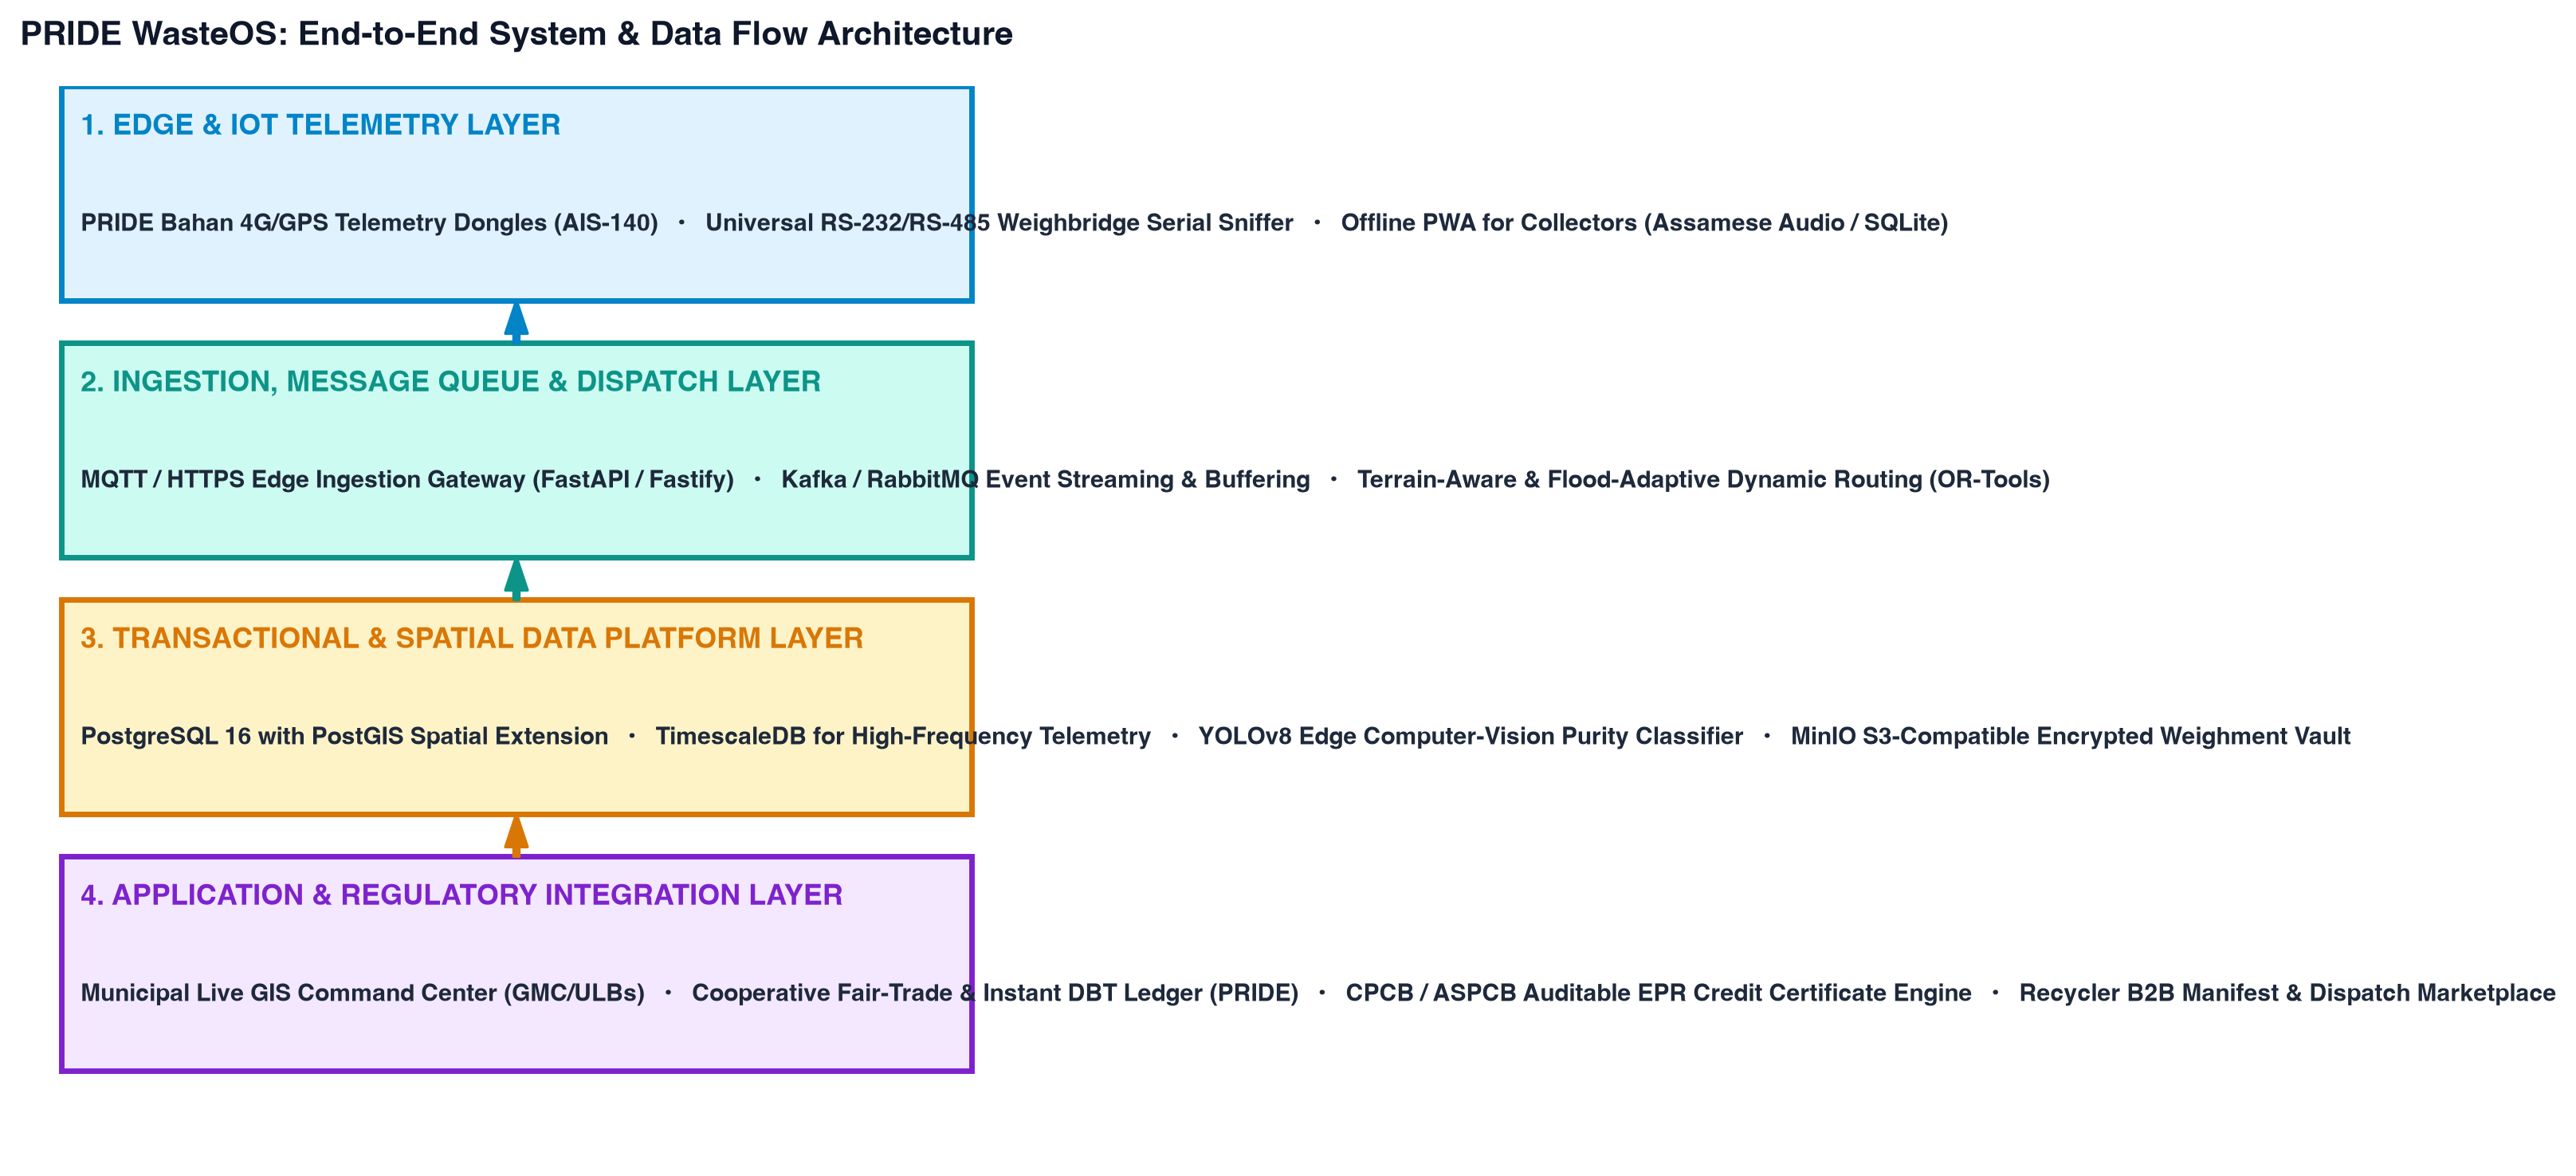 PRIDE WasteOS: End-to-End System & Data Flow Architecture
1. EDGE & IOT TELEMETRY LAYER
PRIDE Bahan 4G/GPS Telemetry Dongles (AIS-140) • Universal RS-232/RS-485 Weighbridge Serial Sniffer • Offline PWA for Collectors (Assamese Audio / SQLite)
2. INGESTION, MESSAGE QUEUE & DISPATCH LAYER
MQTT / HTTPS Edge Ingestion Gateway (FastAPI / Fastify) • Kafka / RabbitMQ Event Streaming & Buffering • Terrain-Aware & Flood-Adaptive Dynamic Routing (OR-Tools)
3. TRANSACTIONAL & SPATIAL DATA PLATFORM LAYER
PostgreSQL 16 with PostGIS Spatial Extension • TimescaleDB for High-Frequency Telemetry • YOLOv8 Edge Computer-Vision Purity Classifier • MinIO S3-Compatible Encrypted Weighment Vault
4. APPLICATION & REGULATORY INTEGRATION LAYER
Municipal Live GIS Command Center (GMC/ULBs) • Cooperative Fair-Trade & Instant DBT Ledger (PRIDE) • CPCB / ASPCB Auditable EPR Credit Certificate Engine • Recycler B2B Manifest & Dispatch Marketplace